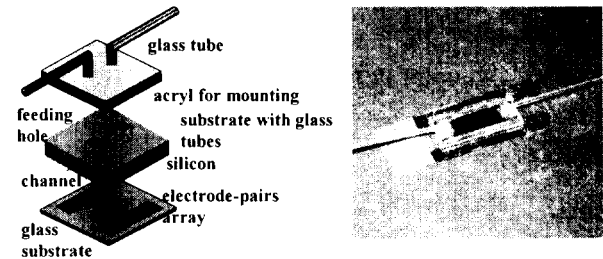 glass tube
acryl for mounting
substrate with glass
tubes
feeding
hole
silicon
channel
electrode-pairs
array
glass
substrate